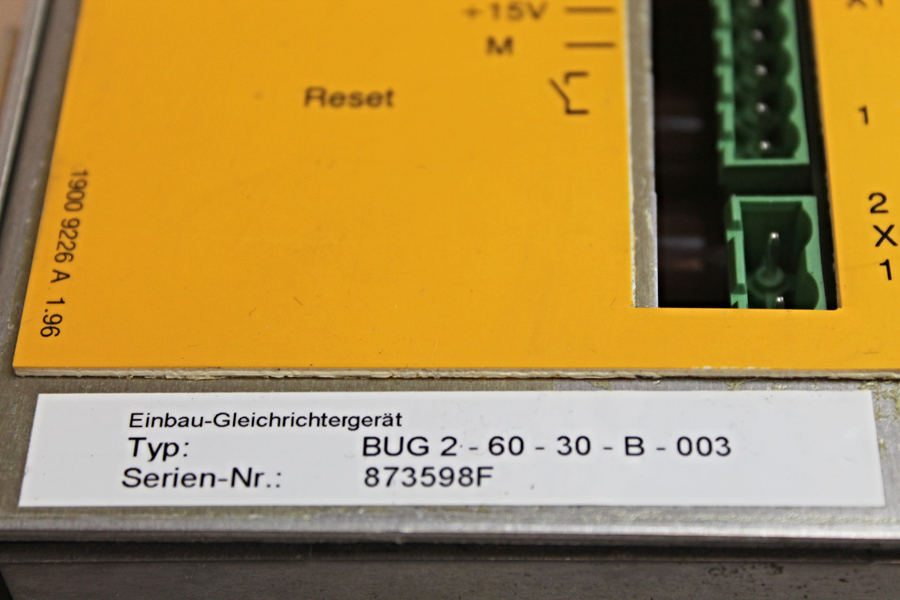 +15V
M
Reset
X1
1
2
X
1
1900 9226 A 1.96
Einbau-Gleichrichtergerät
Typ: BUG 2 - 60 - 30 - B - 003
Serien-Nr.: 873598F